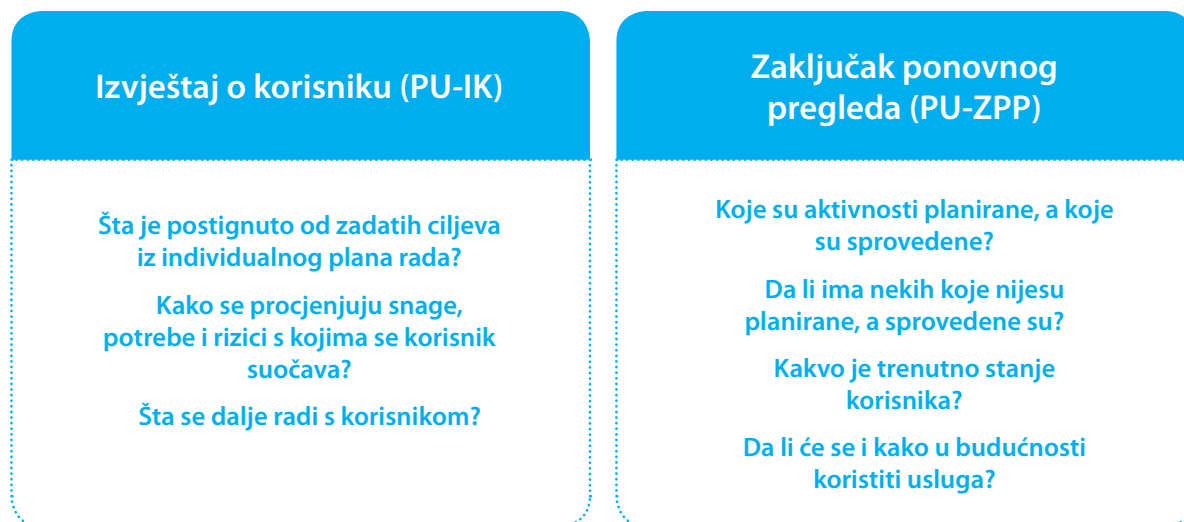 Izvještaj o korisniku (PU-IK)
Šta je postignuto od zadatih ciljeva
iz individualnog plana rada?
Kako se procjenjuju snage,
potrebe i rizici s kojima se korisnik
suočava?
Šta se dalje radi s korisnikom?
Zaključak ponovnog
pregleda (PU-ZPP)
Koje su aktivnosti planirane, a koje
su sprovedene?
Da li ima nekih koje nijesu
planirane, a sprovedene su?
Kakvo je trenutno stanje
korisnika?
Da li će se i kako u budućnosti
koristiti usluga?